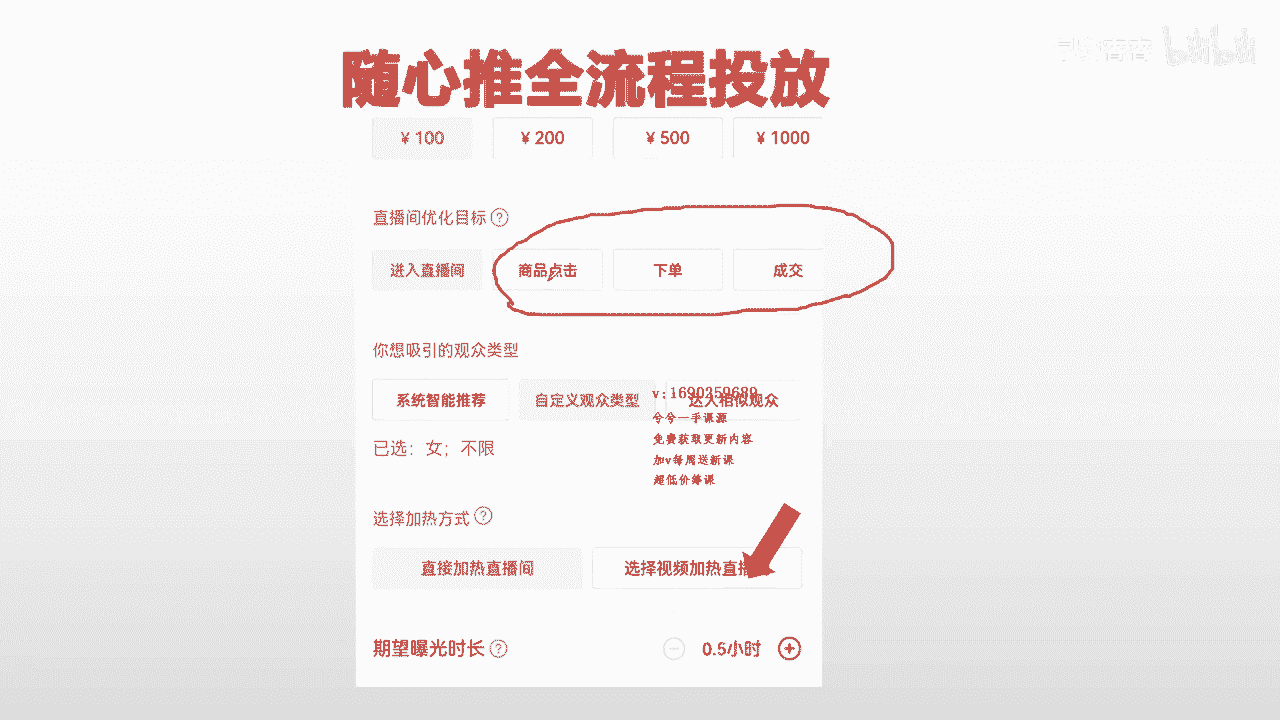 随心推全流程投放
¥ 100 ¥ 200 ¥ 500 ¥ 1000
直播间优化目标 ?
进入直播间 商品点击 下单 成交
你想吸引的观众类型
系统智能推荐 自定义观众类型 达人相似观众
v:1690359689
兮兮一手课源
免费获取更新内容
加v每周送新课
超低价筹课
已选：女；不限
选择加热方式 ?
直接加热直播间 选择视频加热直播
期望曝光时长 ? 0.5小时
bilibili